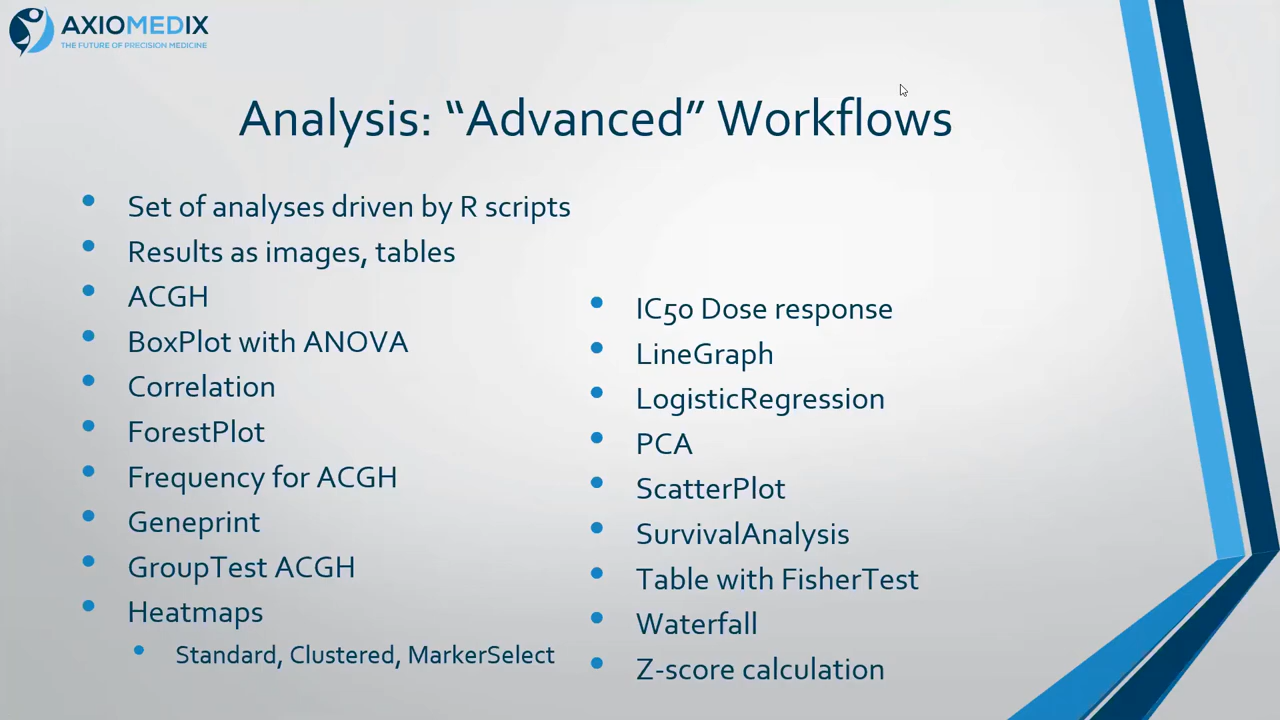 AXIOMEDIX
THE FUTURE OF PRECISION MEDICINE
Analysis: “Advanced” Workflows
• Set of analyses driven by R scripts
• Results as images, tables
• ACGH
• BoxPlot with ANOVA
• Correlation
• ForestPlot
• Frequency for ACGH
• Geneprint
• GroupTest ACGH
• Heatmaps
• Standard, Clustered, MarkerSelect
• IC50 Dose response
• LineGraph
• LogisticRegression
• PCA
• ScatterPlot
• SurvivalAnalysis
• Table with FisherTest
• Waterfall
• Z-score calculation